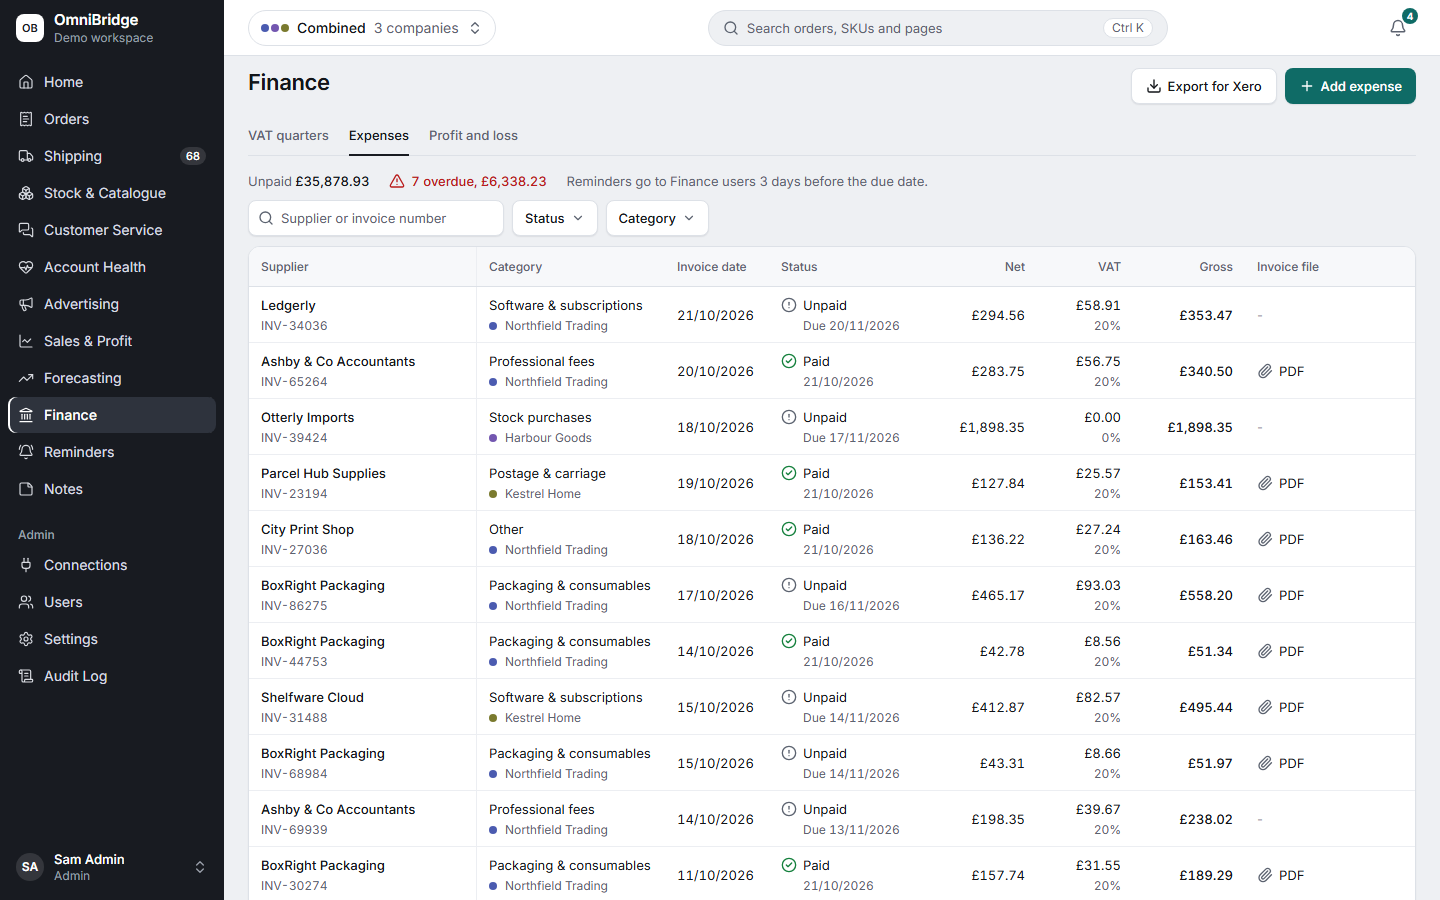 OB
OmniBridge
Demo workspace
Home
Orders
Shipping 68
Stock & Catalogue
Customer Service
Account Health
Advertising
Sales & Profit
Forecasting
Finance
Reminders
Notes
Admin
Connections
Users
Settings
Audit Log
SA
Sam Admin
Admin
Combined 3 companies
Search orders, SKUs and pages Ctrl K
4
Finance
Export for Xero
Add expense
VAT quarters Expenses Profit and loss
Unpaid £35,878.93 7 overdue, £6,338.23 Reminders go to Finance users 3 days before the due date.
Supplier or invoice number Status Category
Supplier Category Invoice date Status Net VAT Gross Invoice file
Ledgerly Software & subscriptions 21/10/2026 Unpaid £294.56 £58.91 £353.47 -
INV-34036 Northfield Trading Due 20/11/2026 20%
Ashby & Co Accountants Professional fees 20/10/2026 Paid £283.75 £56.75 £340.50 PDF
INV-65264 Northfield Trading 21/10/2026 20%
Otterly Imports Stock purchases 18/10/2026 Unpaid £1,898.35 £0.00 £1,898.35 -
INV-39424 Harbour Goods Due 17/11/2026 0%
Parcel Hub Supplies Postage & carriage 19/10/2026 Paid £127.84 £25.57 £153.41 PDF
INV-23194 Kestrel Home 21/10/2026 20%
City Print Shop Other 18/10/2026 Paid £136.22 £27.24 £163.46 PDF
INV-27036 Northfield Trading 21/10/2026 20%
BoxRight Packaging Packaging & consumables 17/10/2026 Unpaid £465.17 £93.03 £558.20 PDF
INV-86275 Northfield Trading Due 16/11/2026 20%
BoxRight Packaging Packaging & consumables 14/10/2026 Paid £42.78 £8.56 £51.34 PDF
INV-44753 Northfield Trading 21/10/2026 20%
Shelfware Cloud Software & subscriptions 15/10/2026 Unpaid £412.87 £82.57 £495.44 PDF
INV-31488 Kestrel Home Due 14/11/2026 20%
BoxRight Packaging Packaging & consumables 15/10/2026 Unpaid £43.31 £8.66 £51.97 PDF
INV-68984 Northfield Trading Due 14/11/2026 20%
Ashby & Co Accountants Professional fees 14/10/2026 Unpaid £198.35 £39.67 £238.02 -
INV-69939 Northfield Trading Due 13/11/2026 20%
BoxRight Packaging Packaging & consumables 11/10/2026 Paid £157.74 £31.55 £189.29 PDF
INV-30274 Northfield Trading 21/10/2026 20%